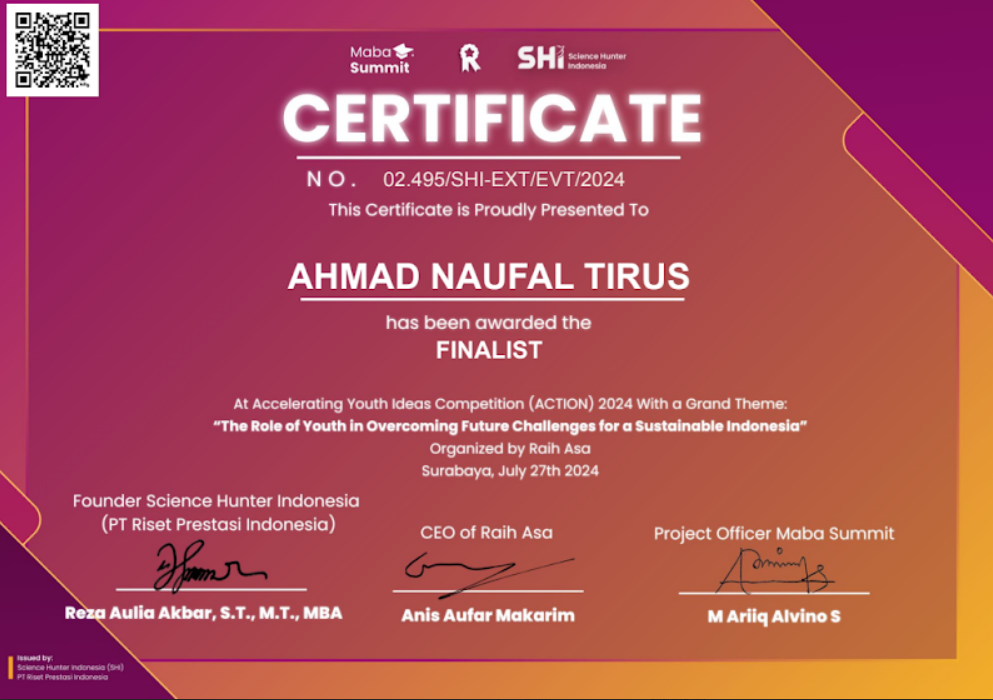 Maba
Summit
SHi Science Hunter
Indonesia
CERTIFICATE
NO. 02.495/SHI-EXT/EVT/2024
This Certificate is Proudly Presented To
AHMAD NAUFAL TIRUS
has been awarded the
FINALIST
At Accelerating Youth Ideas Competition (ACTION) 2024 With a Grand Theme:
“The Role of Youth in Overcoming Future Challenges for a Sustainable Indonesia”
Organized by Raih Asa
Surabaya, July 27th 2024
Founder Science Hunter Indonesia
(PT Riset Prestasi Indonesia)
Reza Aulia Akbar, S.T., M.T., MBA
CEO of Raih Asa
Anis Aufar Makarim
Project Officer Maba Summit
M Ariiq Alvino S
Issued by:
Science Hunter Indonesia (SHI)
PT Riset Prestasi Indonesia